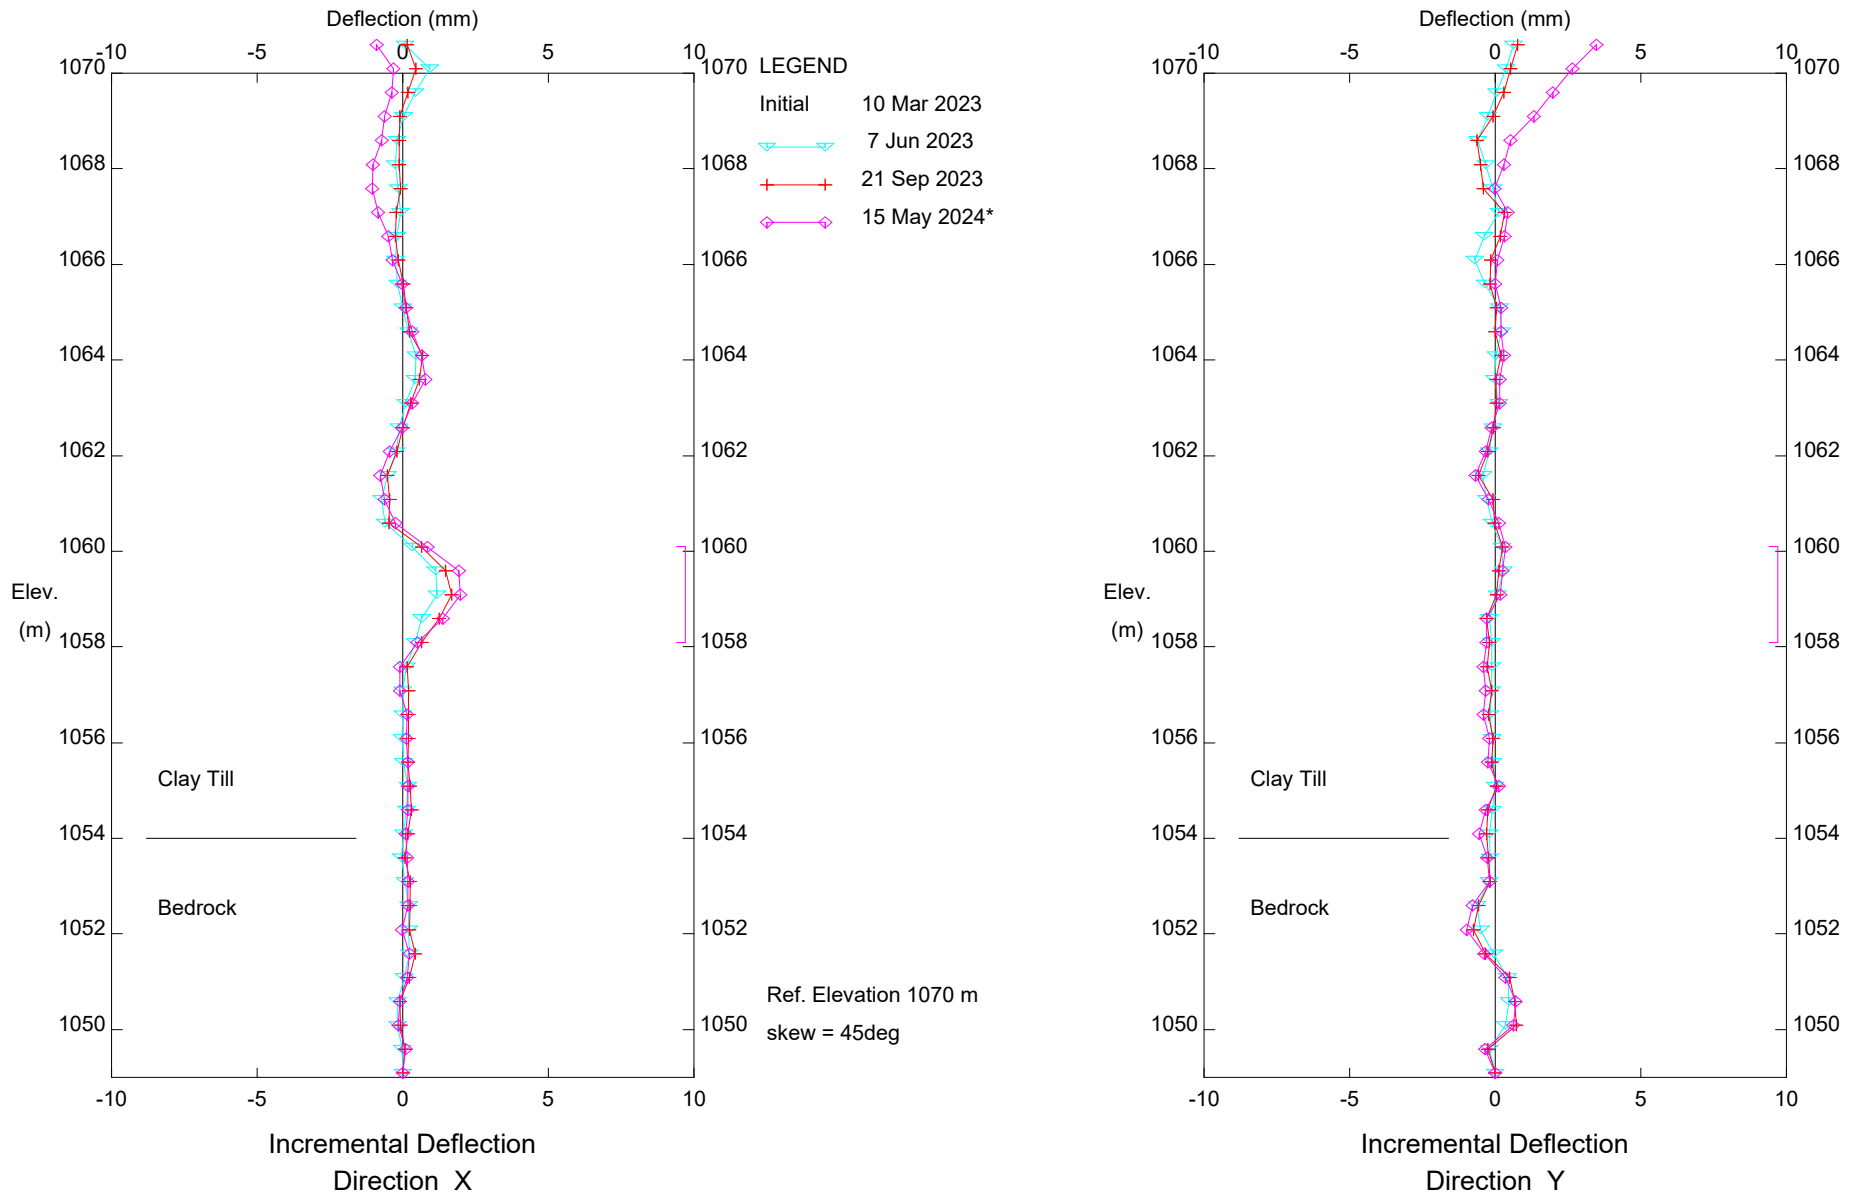 Deflection (mm)
-10 -5 0 5 10
1070 1070
1068 1068
1066 1066
1064 1064
1062 1062
1060 1060
1058 1058
1056 1056
1054 1054
1052 1052
1050 1050
Elev.
(m)
Clay Till
Bedrock
-10 -5 0 5 10
Incremental Deflection
Direction X
LEGEND
Initial 10 Mar 2023
7 Jun 2023
21 Sep 2023
15 May 2024*
Ref. Elevation 1070 m
skew = 45deg
Deflection (mm)
-10 -5 0 5 10
1070 1070
1068 1068
1066 1066
1064 1064
1062 1062
1060 1060
1058 1058
1056 1056
1054 1054
1052 1052
1050 1050
Elev.
(m)
Clay Till
Bedrock
-10 -5 0 5 10
Incremental Deflection
Direction Y